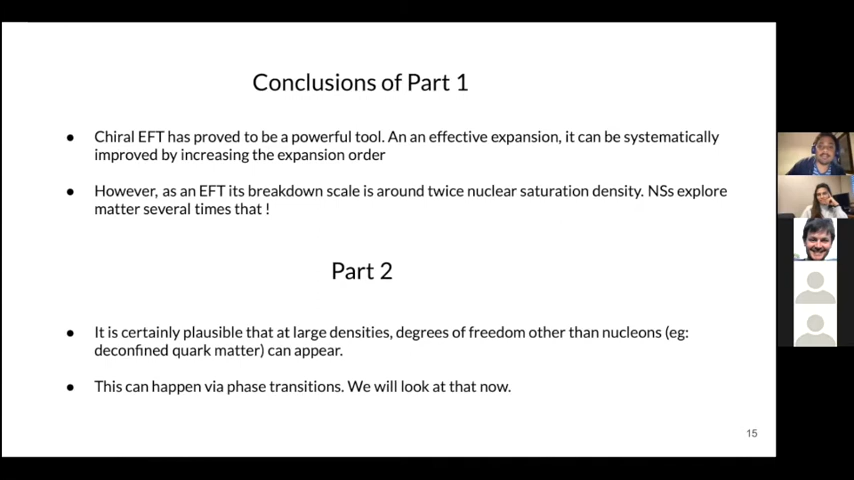 Conclusions of Part 1
● Chiral EFT has proved to be a powerful tool. An an effective expansion, it can be systematically
improved by increasing the expansion order
● However, as an EFT its breakdown scale is around twice nuclear saturation density. NSs explore
matter several times that !
Part 2
● It is certainly plausible that at large densities, degrees of freedom other than nucleons (eg:
deconfined quark matter) can appear.
● This can happen via phase transitions. We will look at that now.
15